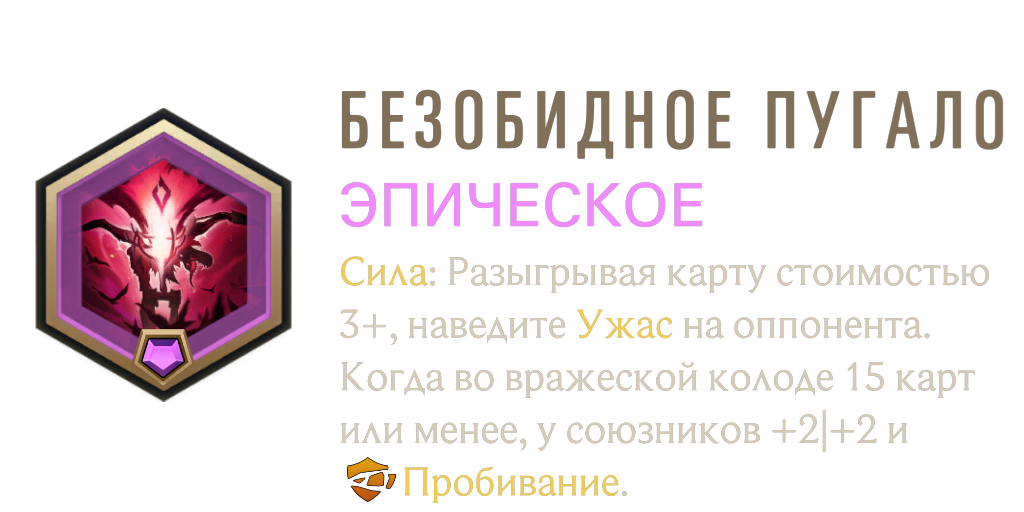 БЕЗОБИДНОЕ ПУГАЛО
ЭПИЧЕСКОЕ
Сила: Разыгрывая карту стоимостью
3+, наведите Ужас на оппонента.
Когда во вражеской колоде 15 карт
или менее, у союзников +2|+2 и
Пробивание.